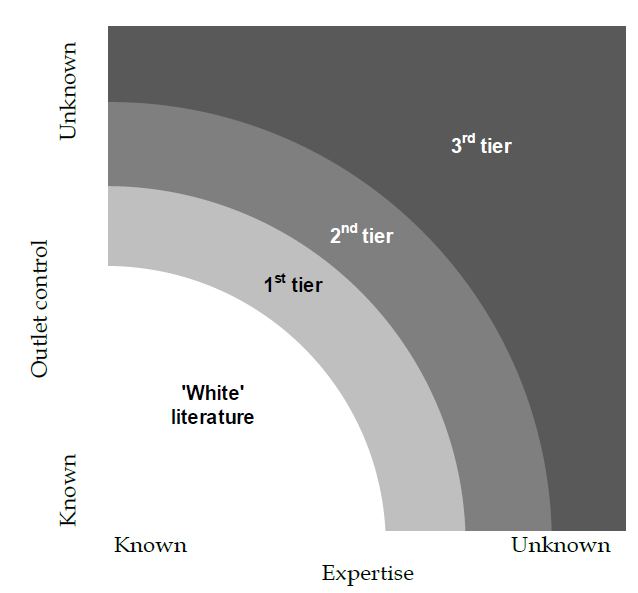 Unknown
3rd tier
2nd tier
1st tier
Outlet control
'White'
literature
Known
Known
Unknown
Expertise